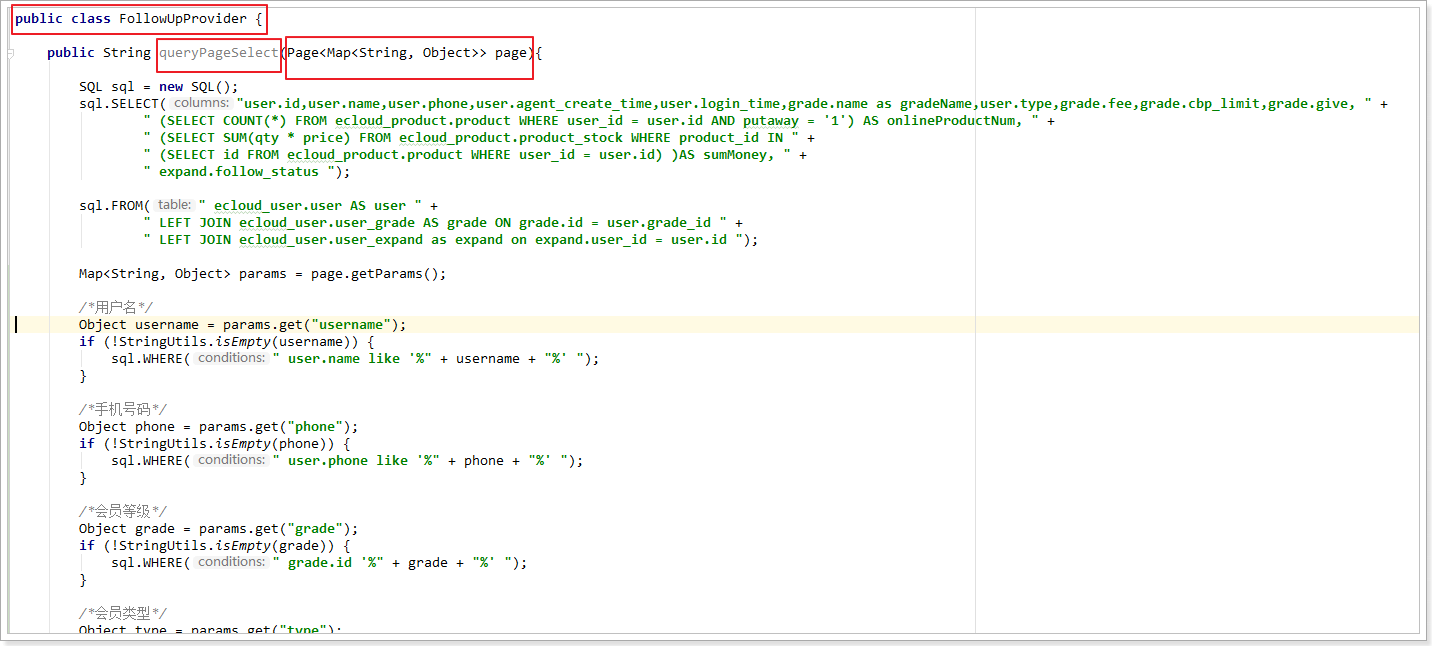 public class FollowUpProvider {
public String queryPageSelect(Page<Map<String, Object>> page){
SQL sql = new SQL();
sql.SELECT( columns: "user.id,user.name,user.phone,user.agent_create_time,user.login_time,grade.name as gradeName,user.type,grade.fee,grade.cbp_limit,grade.give, " +
" (SELECT COUNT(*) FROM ecloud_product.product WHERE user_id = user.id AND putaway = '1') AS onlineProductNum, " +
" (SELECT SUM(qty * price) FROM ecloud_product.product_stock WHERE product_id IN " +
" (SELECT id FROM ecloud_product.product WHERE user_id = user.id) )AS sumMoney, " +
" expand.follow_status ");
sql.FROM( table: " ecloud_user.user AS user " +
" LEFT JOIN ecloud_user.user_grade AS grade ON grade.id = user.grade_id " +
" LEFT JOIN ecloud_user.user_expand as expand on expand.user_id = user.id ");
Map<String, Object> params = page.getParams();
/*用户名*/
Object username = params.get("username");
if (!StringUtils.isEmpty(username)) {
sql.WHERE( conditions: " user.name like '%" + username + "%' ");
}
/*手机号码*/
Object phone = params.get("phone");
if (!StringUtils.isEmpty(phone)) {
sql.WHERE( conditions: " user.phone like '%" + phone + "%' ");
}
/*会员等级*/
Object grade = params.get("grade");
if (!StringUtils.isEmpty(grade)) {
sql.WHERE( conditions: " grade.id '%" + grade + "%' ");
}
/*会员类型*/
Object type = params.get("type");